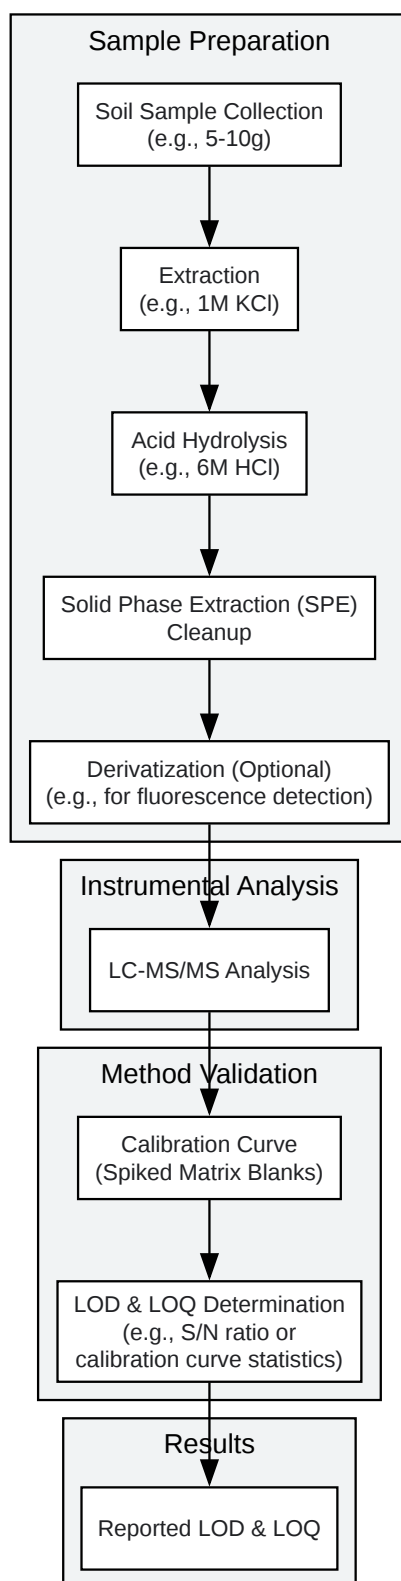 Sample Preparation
Soil Sample Collection
(e.g., 5-10g)
Extraction
(e.g., 1M KCl)
Acid Hydrolysis
(e.g., 6M HCl)
Solid Phase Extraction (SPE)
Cleanup
Derivatization (Optional)
(e.g., for fluorescence detection)
Instrumental Analysis
LC-MS/MS Analysis
Method Validation
Calibration Curve
(Spiked Matrix Blanks)
LOD & LOQ Determination
(e.g., S/N ratio or
calibration curve statistics)
Results
Reported LOD & LOQ